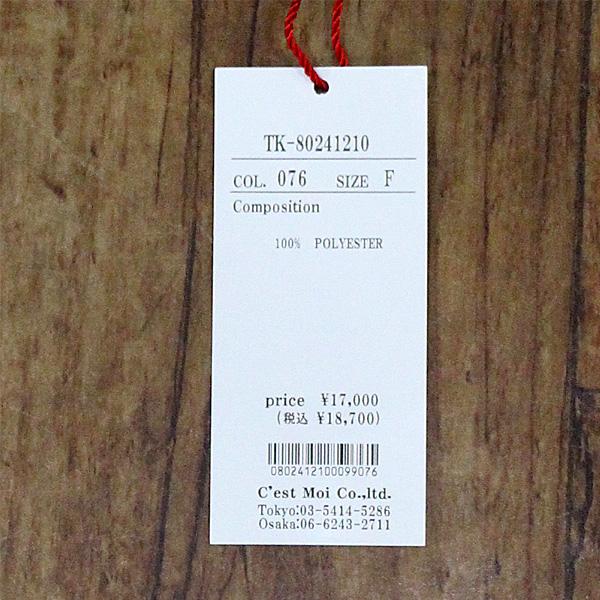 TK-80241210
COL. 076 SIZE F
Composition
100% POLYESTER
price ¥17,000
(税込 ¥18,700)
0802412100099076
C'est Moi Co.,ltd.
Tokyo:03-5414-5286
Osaka:06-6243-2711